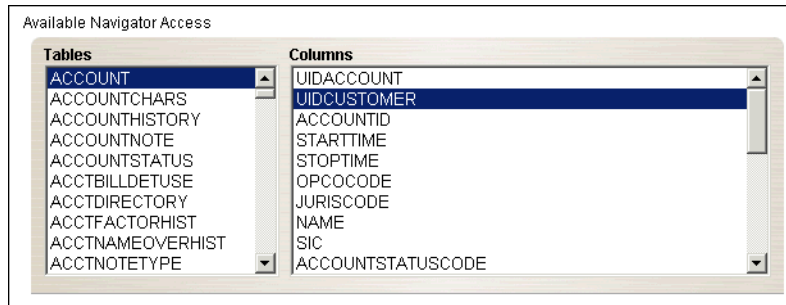 Available Navigator Access
Tables
ACCOUNT
ACCOUNTCHARS
ACCOUNTHISTORY
ACCOUNTNOTE
ACCOUNTSTATUS
ACCTBILLDETUSE
ACCTDIRECTORY
ACCTFACTORHIST
ACCTNAMEOVERHIST
ACCTNOTETYPE
Columns
UIDACCOUNT
UIDCUSTOMER
ACCOUNTID
STARTTIME
STOPTIME
OPCOCODE
JURISCODE
NAME
SIC
ACCOUNTSTATUSCODE